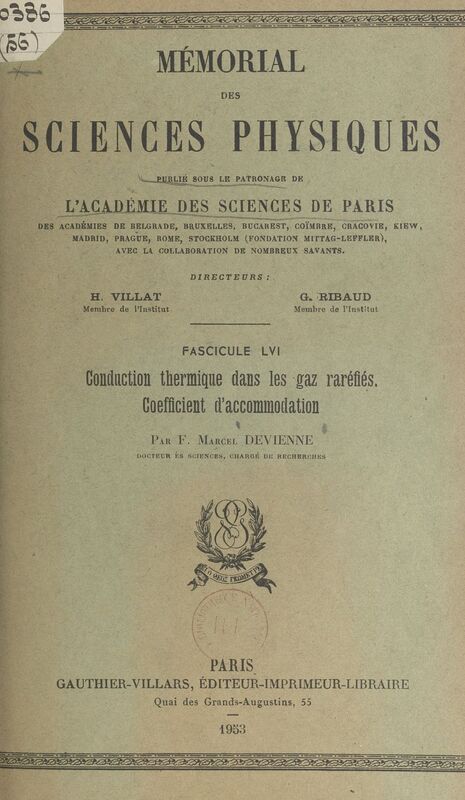 0386
(56)
MÉMORIAL
DES
SCIENCES PHYSIQUES
PUBLIÉ SOUS LE PATRONAGE DE
L'ACADÉMIE DES SCIENCES DE PARIS
DES ACADÉMIES DE BELGRADE, BRUXELLES, BUCAREST, COÏMBRE, CRACOVIE, KIEW,
MADRID, PRAGUE, ROME, STOCKHOLM (FONDATION MITTAG-LEFFLER),
AVEC LA COLLABORATION DE NOMBREUX SAVANTS.
DIRECTEURS :
H. VILLAT G. RIBAUD
Membre de l'Institut Membre de l'Institut
FASCICULE LVI
Conduction thermique dans les gaz raréfiés.
Coefficient d'accommodation
PAR F. MARCEL DEVIENNE
DOCTEUR ÈS SCIENCES, CHARGÉ DE RECHERCHES
PARIS
GAUTHIER-VILLARS, ÉDITEUR-IMPRIMEUR-LIBRAIRE
Quai des Grands-Augustins, 55
1953